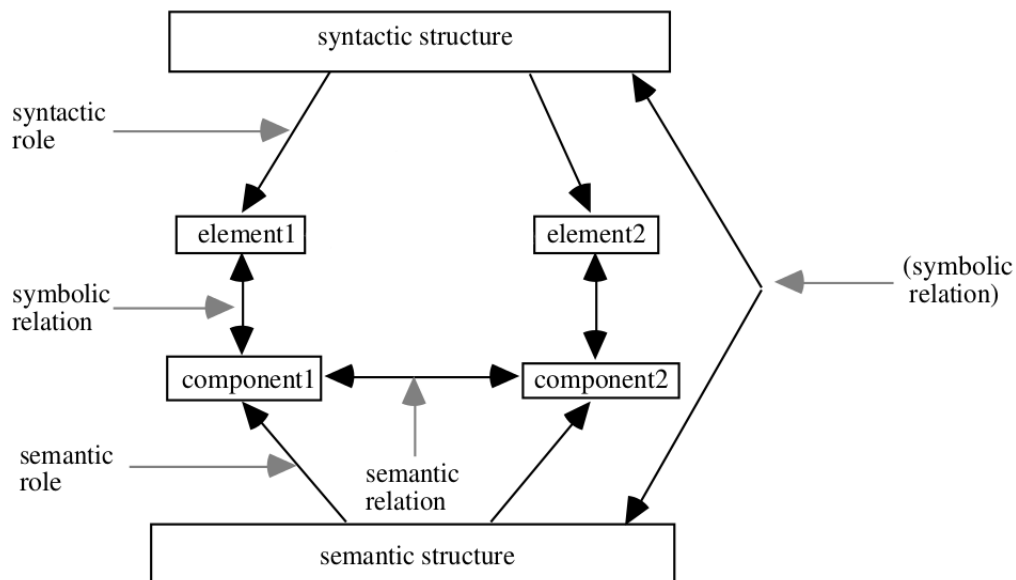 syntactic structure
syntactic
role
element1
element2
(symbolic
relation)
symbolic
relation
component1
component2
semantic
role
semantic
relation
semantic structure